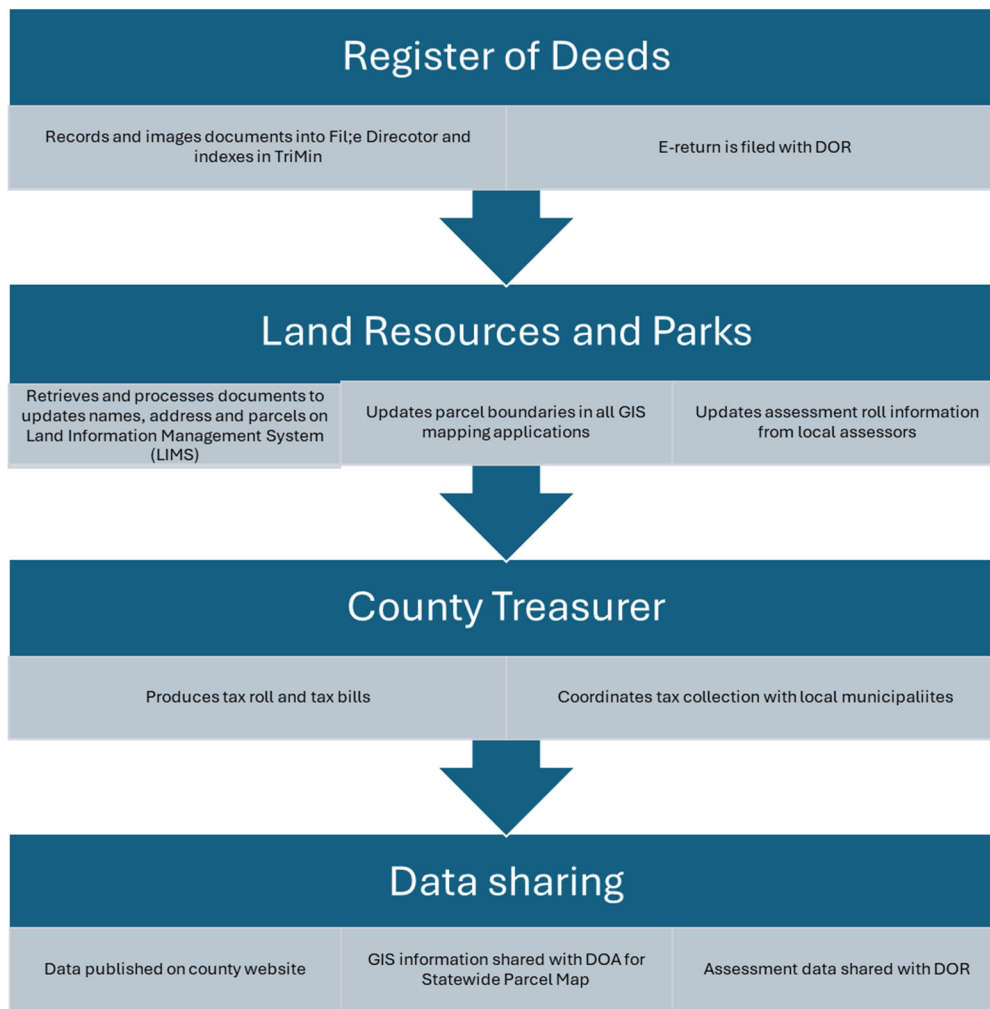 Register of Deeds
Records and images documents into Fil;e Direcotor and
indexes in TriMin
E-return is filed with DOR
Land Resources and Parks
Retrieves and processes documents to
updates names, address and parcels on
Land Information Management System
(LIMS)
Updates parcel boundaries in all GIS
mapping applications
Updates assessment roll information
from local assessors
County Treasurer
Produces tax roll and tax bills
Coordinates tax collection with local municipaliites
Data sharing
Data published on county website
GIS information shared with DOA for
Statewide Parcel Map
Assessment data shared with DOR